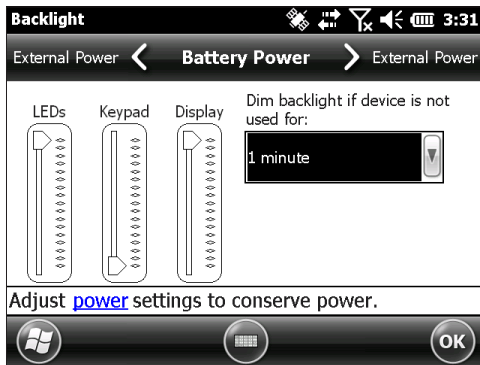 Backlight 3:31
External Power Battery Power External Power
LEDs Keypad Display
Dim backlight if device is not
used for:
1 minute
Adjust power settings to conserve power.
OK